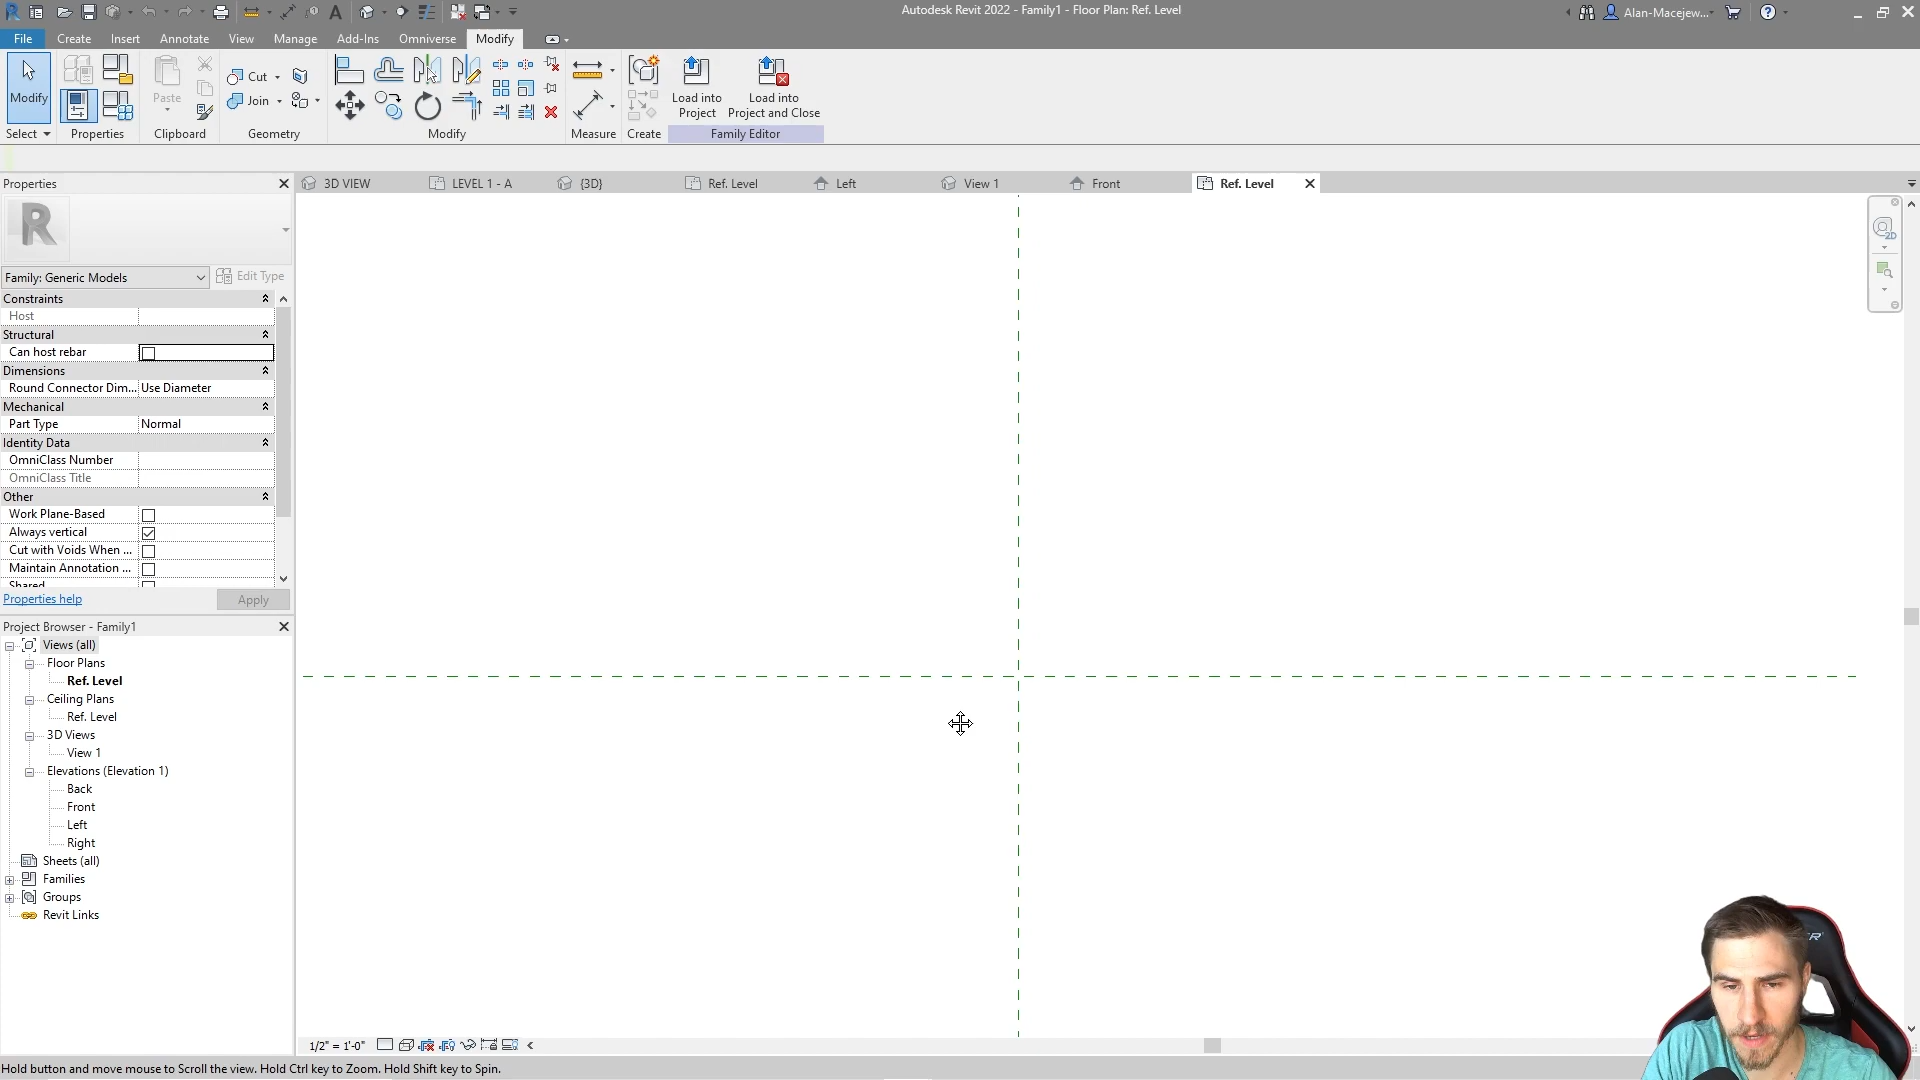 Autodesk Revit 2022 - Family1 - Floor Plan: Ref. Level
Alan-Macejew...
File Create Insert Annotate View Manage Add-Ins Omniverse Modify
Modify
Paste
Cut
Join
Load into Project
Load into Project and Close
Select Properties Clipboard Geometry Modify Measure Create Family Editor
Properties
3D VIEW LEVEL 1 - A {3D} Ref. Level Left View 1 Front Ref. Level
2D
R
Family: Generic Models Edit Type
Constraints
Host
Structural
Can host rebar
Dimensions
Round Connector Dim... Use Diameter
Mechanical
Part Type Normal
Identity Data
OmniClass Number
OmniClass Title
Other
Work Plane-Based
Always vertical
Cut with Voids When ...
Maintain Annotation ...
Shared
Properties help Apply
Project Browser - Family1
Views (all)
Floor Plans
Ref. Level
Ceiling Plans
Ref. Level
3D Views
View 1
Elevations (Elevation 1)
Back
Front
Left
Right
Sheets (all)
Families
Groups
Revit Links
1/2" = 1'-0"
Hold button and move mouse to Scroll the view. Hold Ctrl key to Zoom. Hold Shift key to Spin.